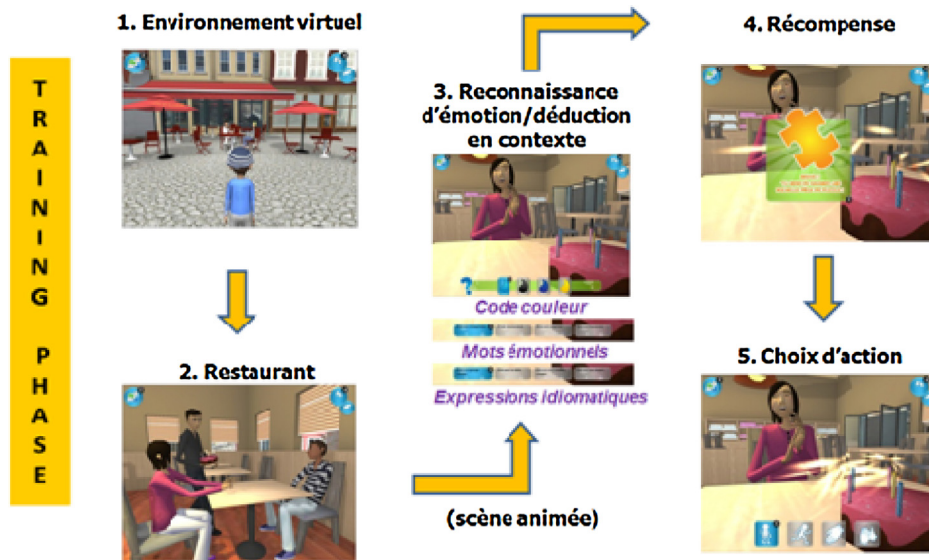 TRAINING PHASE
1. Environnement virtuel
2. Restaurant
(scène animée)
3. Reconnaissance
d'émotion/déduction
en contexte
?
Code couleur
Mots émotionnels
Expressions idiomatiques
4. Récompense
5. Choix d'action